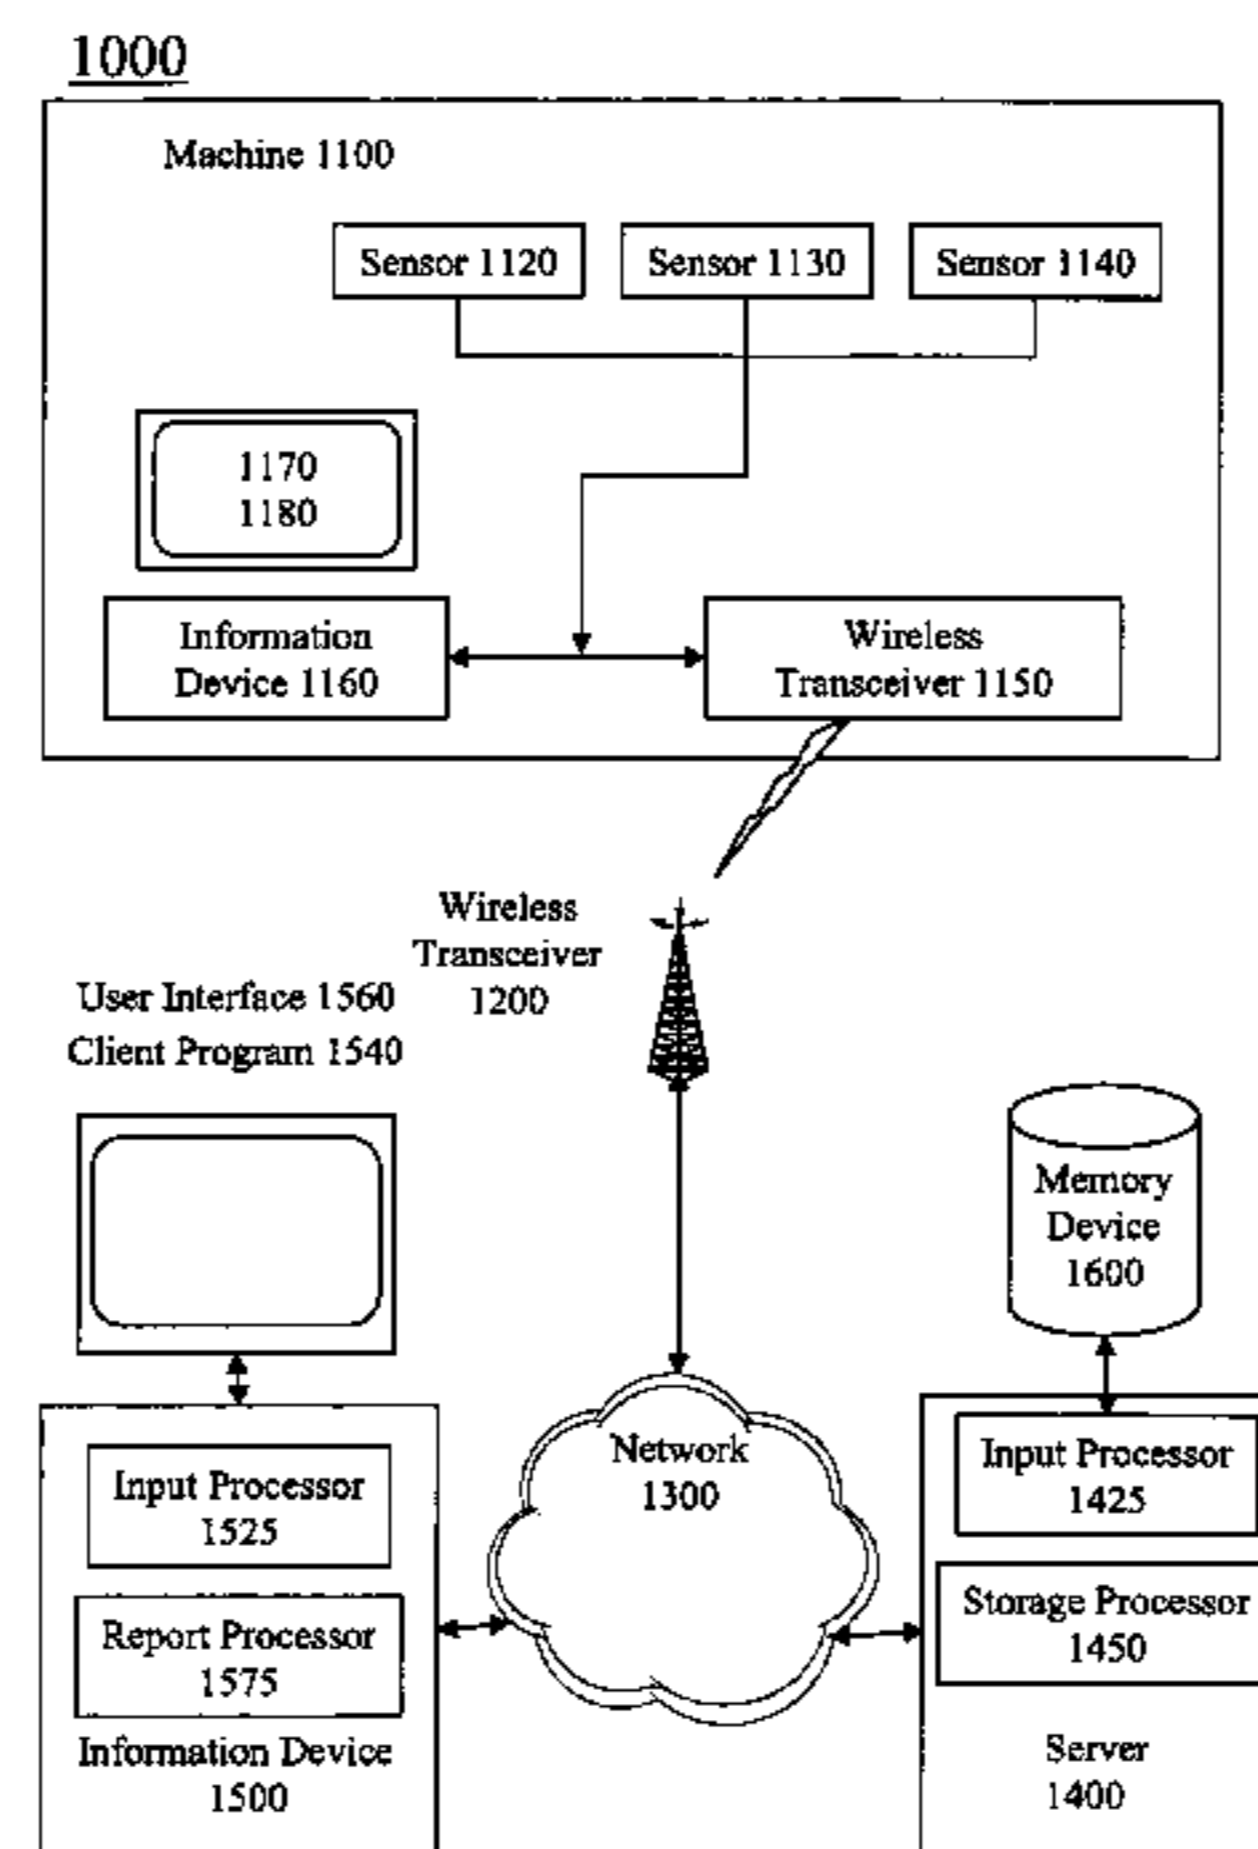 1000
Machine 1100
Sensor 1120
Sensor 1130
Sensor 1140
1170
1180
Information
Device 1160
Wireless
Transceiver 1150
Wireless
Transceiver
1200
User Interface 1560
Client Program 1540
Memory
Device
1600
Network
1300
Input Processor
1525
Report Processor
1575
Information Device
1500
Input Processor
1425
Storage Processor
1450
Server
1400